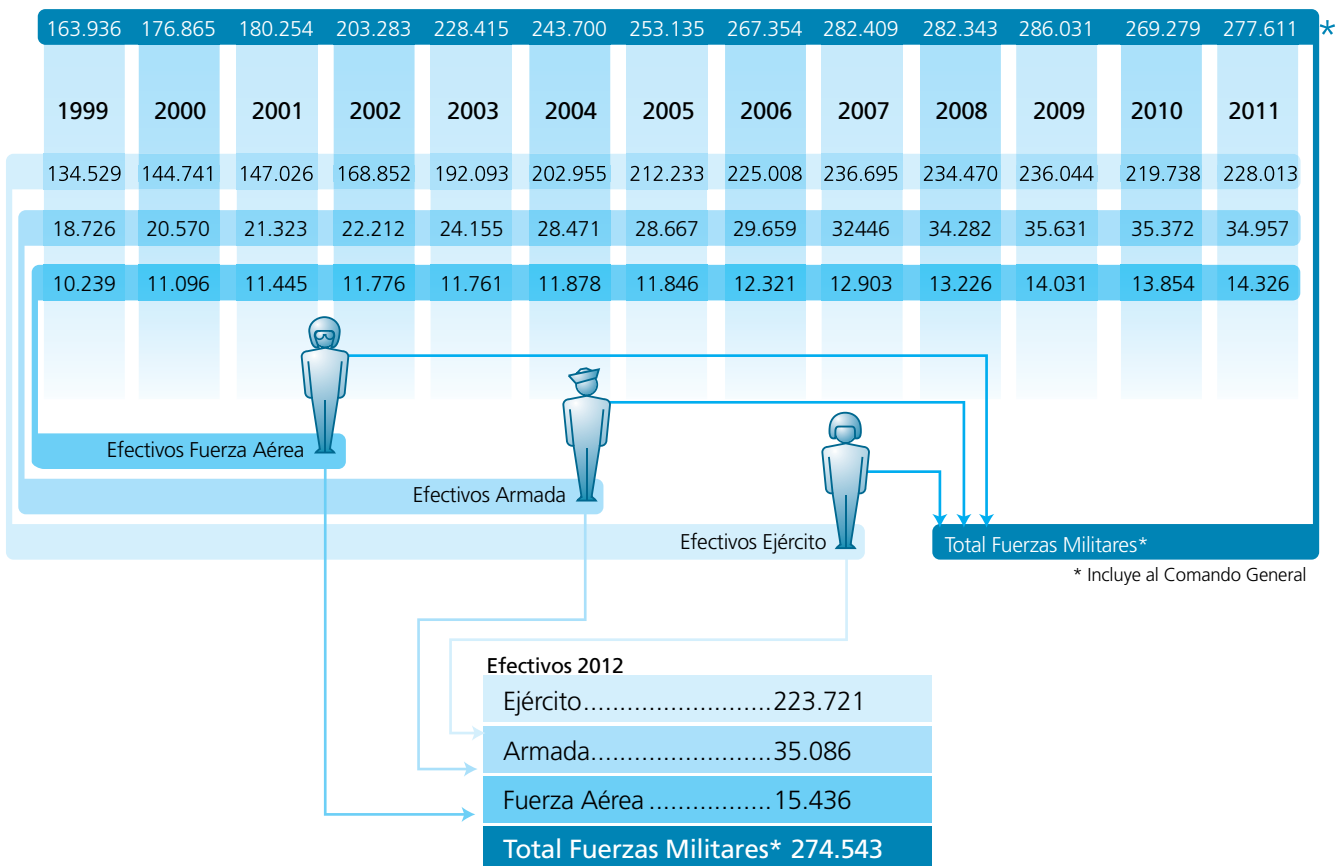 163.936 176.865 180.254 203.283 228.415 243.700 253.135 267.354 282.409 282.343 286.031 269.279 277.611 *
1999 2000 2001 2002 2003 2004 2005 2006 2007 2008 2009 2010 2011
134.529 144.741 147.026 168.852 192.093 202.955 212.233 225.008 236.695 234.470 236.044 219.738 228.013
18.726 20.570 21.323 22.212 24.155 28.471 28.667 29.659 32446 34.282 35.631 35.372 34.957
10.239 11.096 11.445 11.776 11.761 11.878 11.846 12.321 12.903 13.226 14.031 13.854 14.326
Efectivos Fuerza Aérea
Efectivos Armada
Efectivos Ejército
Total Fuerzas Militares*
* Incluye al Comando General
Efectivos 2012
Ejército.........................223.721
Armada........................35.086
Fuerza Aérea ................15.436
Total Fuerzas Militares* 274.543